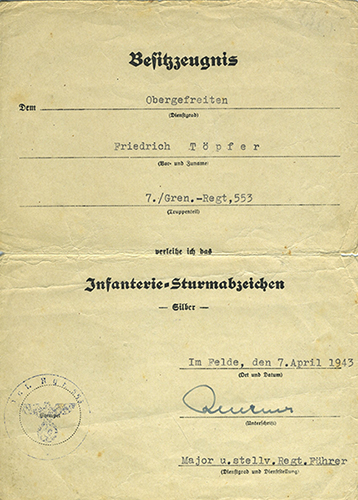 Besitzzeugnis
Dem Obergefreiten
(Dienstgrad)
Friedrich Töpfer
(Vor- und Zuname)
7./Gren.-Regt,553
(Truppenteil)
verleihe ich das
Infanterie-Sturmabzeichen
— Silber —
Im Felde, den 7.April 1943
(Ort und Datum)
(Unterschrift)
Major u.stellv.Regt.Führer
(Dienstgrad und Dienststellung)